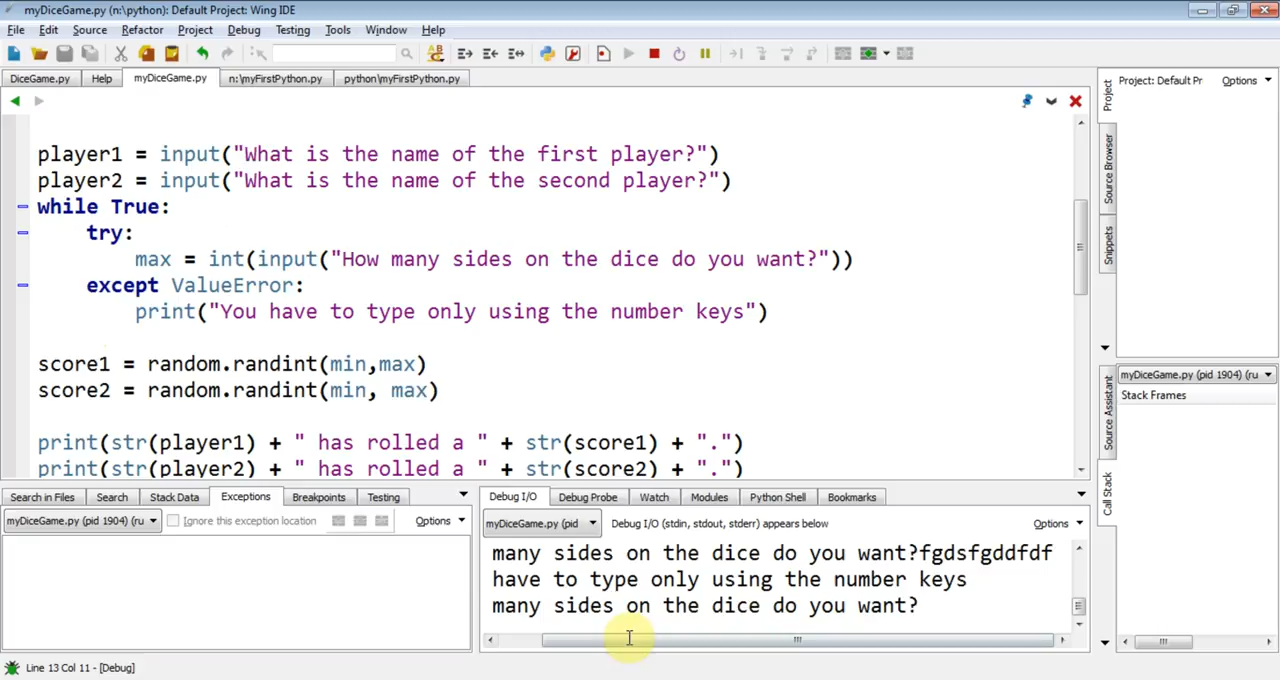 myDiceGame.py (n:\python): Default Project: Wing IDE
File Edit Source Refactor Project Debug Testing Tools Window Help
DiceGame.py Help myDiceGame.py n:\myFirstPython.py python\myFirstPython.py
player1 = input("What is the name of the first player?")
player2 = input("What is the name of the second player?")
while True:
try:
max = int(input("How many sides on the dice do you want?"))
except ValueError:
print("You have to type only using the number keys")
score1 = random.randint(min,max)
score2 = random.randint(min, max)
print(str(player1) + " has rolled a " + str(score1) + ".")
print(str(player2) + " has rolled a " + str(score2) + ".")
Project: Default Pr Options
Project
Source Browser
Snippets
myDiceGame.py (pid 1904) (ru
Stack Frames
Source Assistant
Call Stack
Search in Files Search Stack Data Exceptions Breakpoints Testing
myDiceGame.py (pid 1904) (ru Ignore this exception location Options
Debug I/O Debug Probe Watch Modules Python Shell Bookmarks
myDiceGame.py (pid Debug I/O (stdin, stdout, stderr) appears below Options
many sides on the dice do you want?fgdsfgddfdf
have to type only using the number keys
many sides on the dice do you want?
Line 13 Col 11 - [Debug]